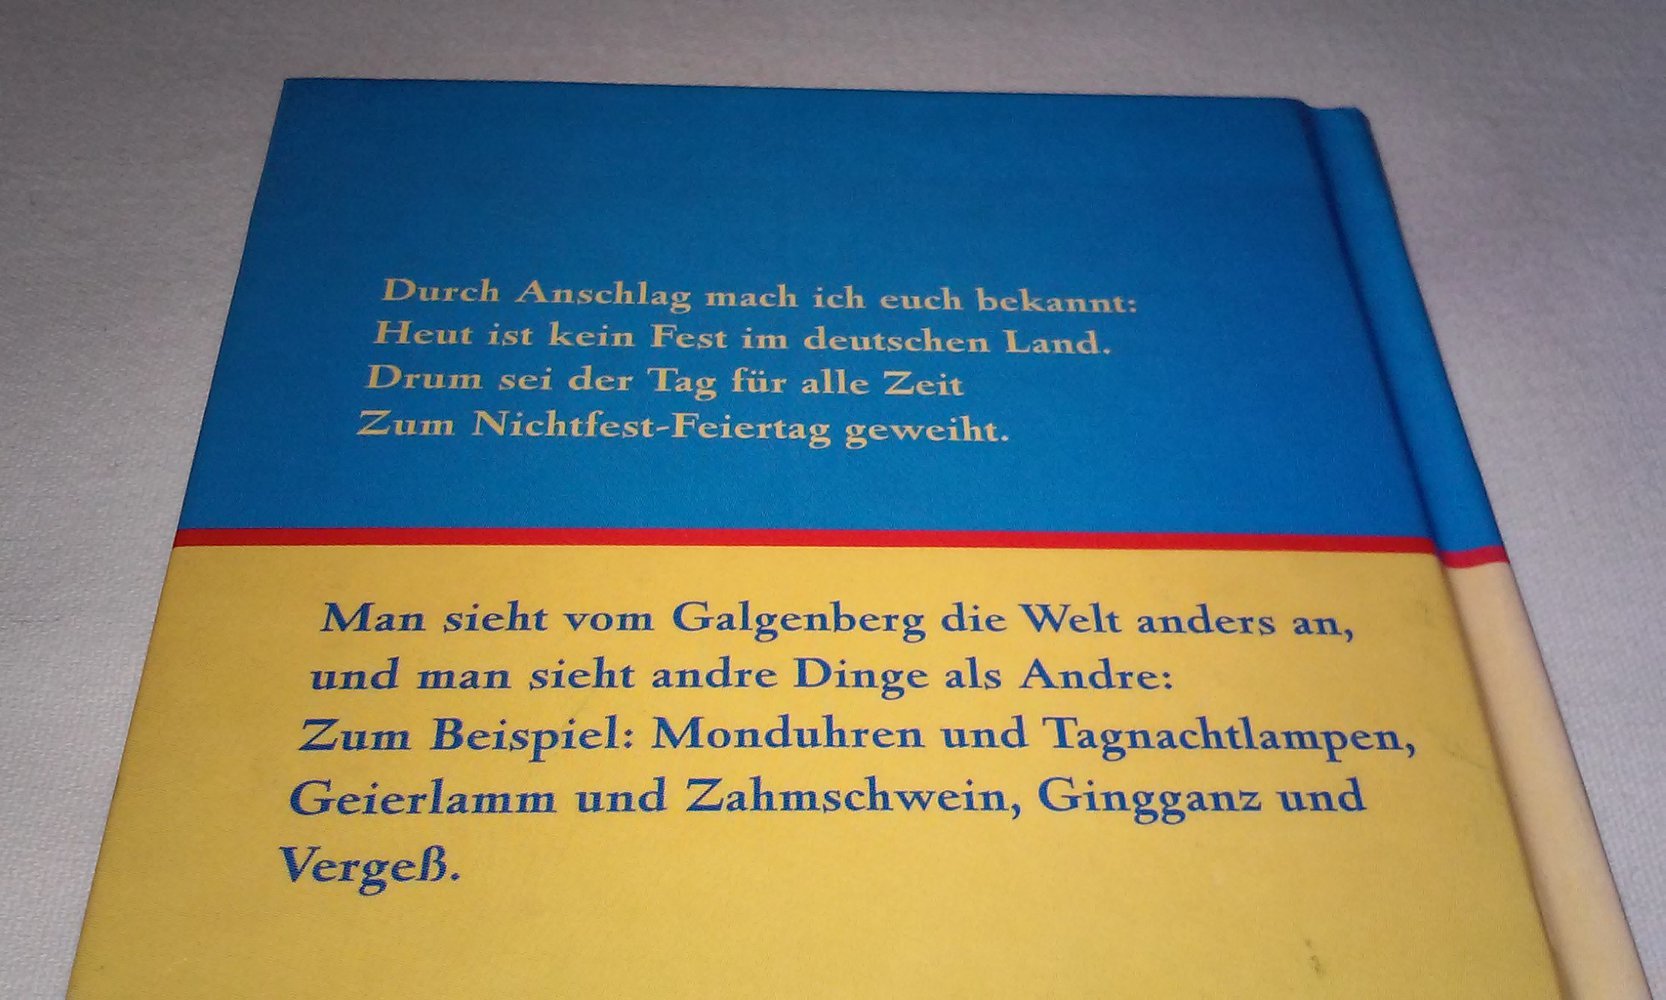 Durch Anschlag mach ich euch bekannt:
Heut ist kein Fest im deutschen Land.
Drum sei der Tag für alle Zeit
Zum Nichtfest-Feiertag geweiht.
Man sieht vom Galgenberg die Welt anders an,
und man sieht andre Dinge als Andre:
Zum Beispiel: Monduhren und Tagnachtlampen,
Geierlamm und Zahmschwein, Gingganz und
Vergeß.